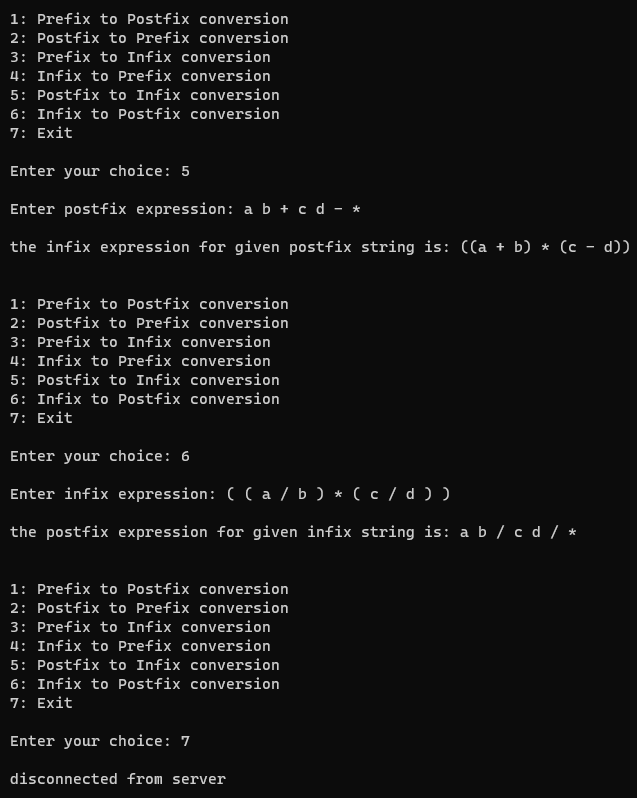 1: Prefix to Postfix conversion
2: Postfix to Prefix conversion
3: Prefix to Infix conversion
4: Infix to Prefix conversion
5: Postfix to Infix conversion
6: Infix to Postfix conversion
7: Exit
Enter your choice: 5
Enter postfix expression: a b + c d - *
the infix expression for given postfix string is: ((a + b) * (c - d))
1: Prefix to Postfix conversion
2: Postfix to Prefix conversion
3: Prefix to Infix conversion
4: Infix to Prefix conversion
5: Postfix to Infix conversion
6: Infix to Postfix conversion
7: Exit
Enter your choice: 6
Enter infix expression: ( ( a / b ) * ( c / d ) )
the postfix expression for given infix string is: a b / c d / *
1: Prefix to Postfix conversion
2: Postfix to Prefix conversion
3: Prefix to Infix conversion
4: Infix to Prefix conversion
5: Postfix to Infix conversion
6: Infix to Postfix conversion
7: Exit
Enter your choice: 7
disconnected from server